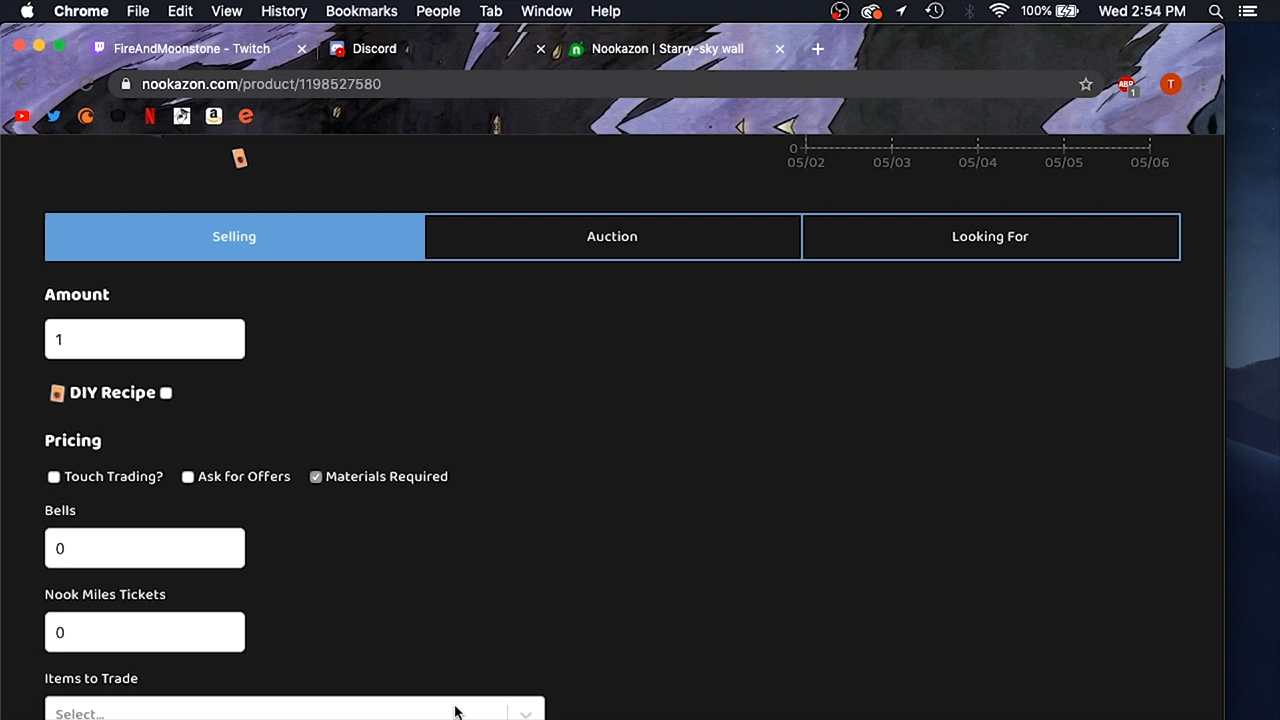 Chrome File Edit View History Bookmarks People Tab Window Help 100% Wed 2:54 PM
FireAndMoonstone - Twitch Discord Nookazon | Starry-sky wall
nookazon.com/product/1198527580 ABP 1 T
0
05/02 05/03 05/04 05/05 05/06
Selling Auction Looking For
Amount
1
DIY Recipe
Pricing
Touch Trading? Ask for Offers Materials Required
Bells
0
Nook Miles Tickets
0
Items to Trade
Select...